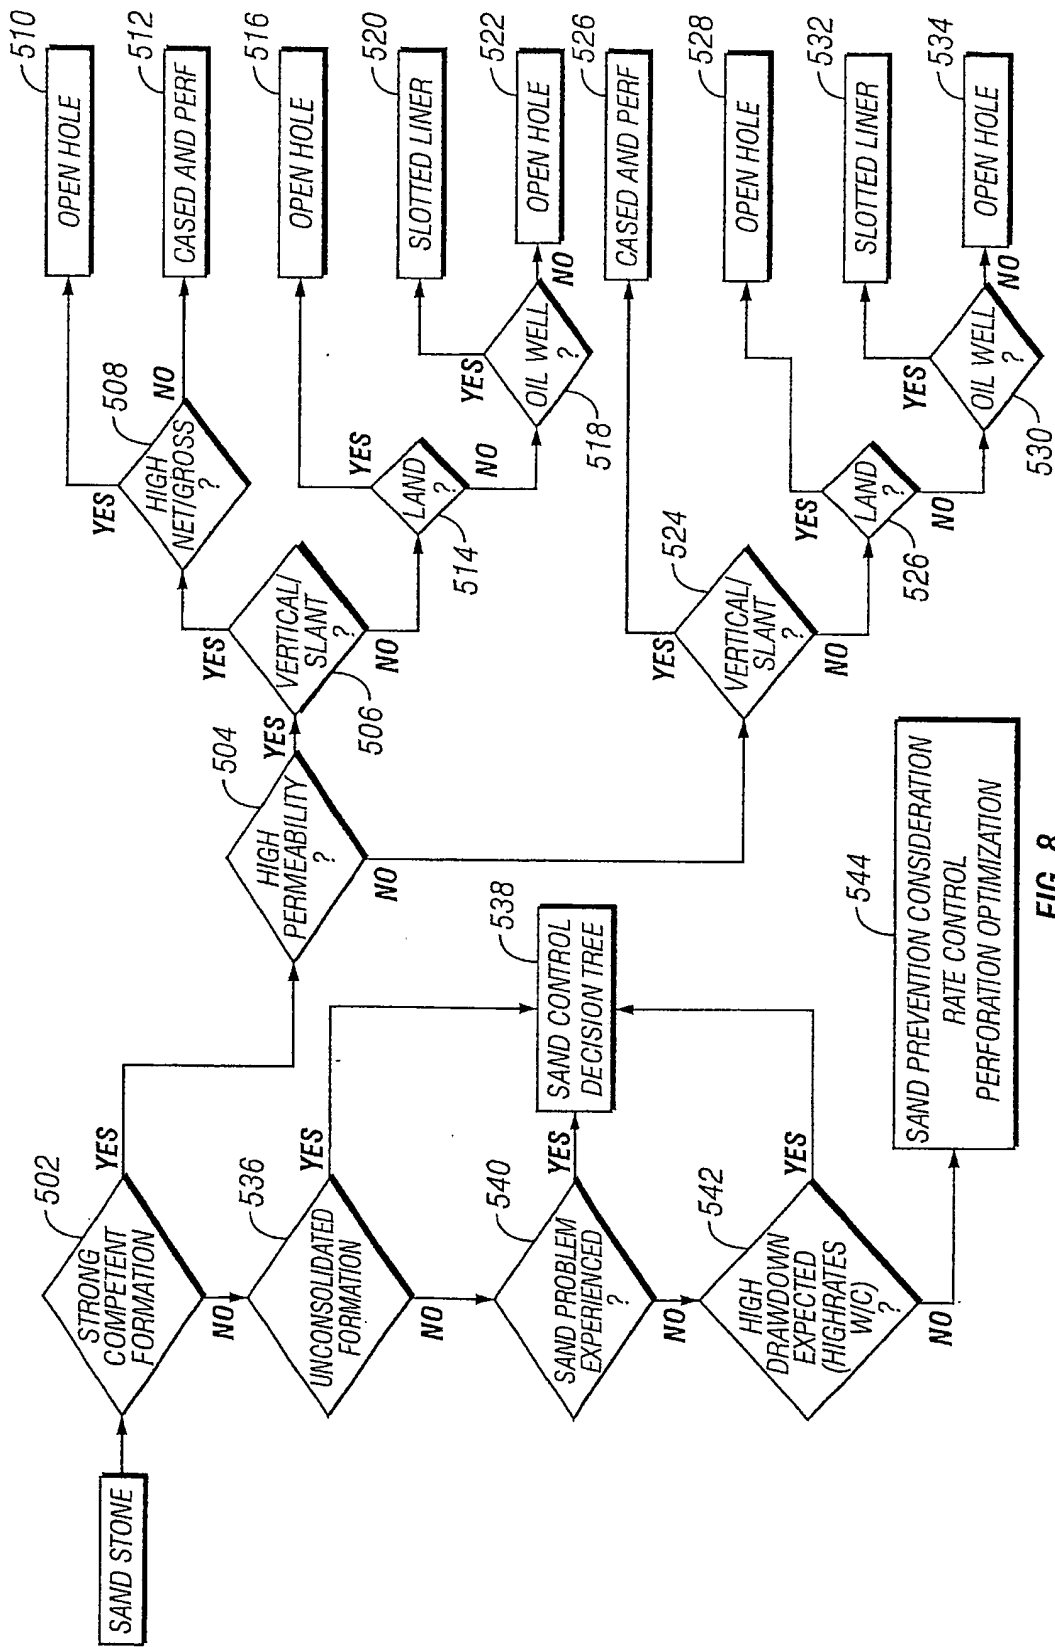 SAND STONE
502
STRONG
COMPETENT
FORMATION
YES
NO
536
UNCONSOLIDATED
FORMATION
YES
NO
540
SAND PROBLEM
EXPERIENCED
?
YES
NO
542
HIGH
DRAWDOWN
EXPECTED
(HIGHRATES
W/C)
?
YES
NO
538
SAND CONTROL
DECISION TREE
544
SAND PREVENTION CONSIDERATION
RATE CONTROL
PERFORATION OPTIMIZATION
504
HIGH
PERMEABILITY
?
YES
NO
506
VERTICAL/
SLANT
?
YES
NO
508
HIGH
NET/GROSS
?
YES
NO
510
OPEN HOLE
512
CASED AND PERF
514
LAND
?
YES
NO
516
OPEN HOLE
518
OIL WELL
?
YES
NO
520
SLOTTED LINER
522
OPEN HOLE
524
VERTICAL/
SLANT
?
YES
NO
526
CASED AND PERF
526
LAND
?
YES
NO
528
OPEN HOLE
530
OIL WELL
?
YES
NO
532
SLOTTED LINER
534
OPEN HOLE
FIG. 8